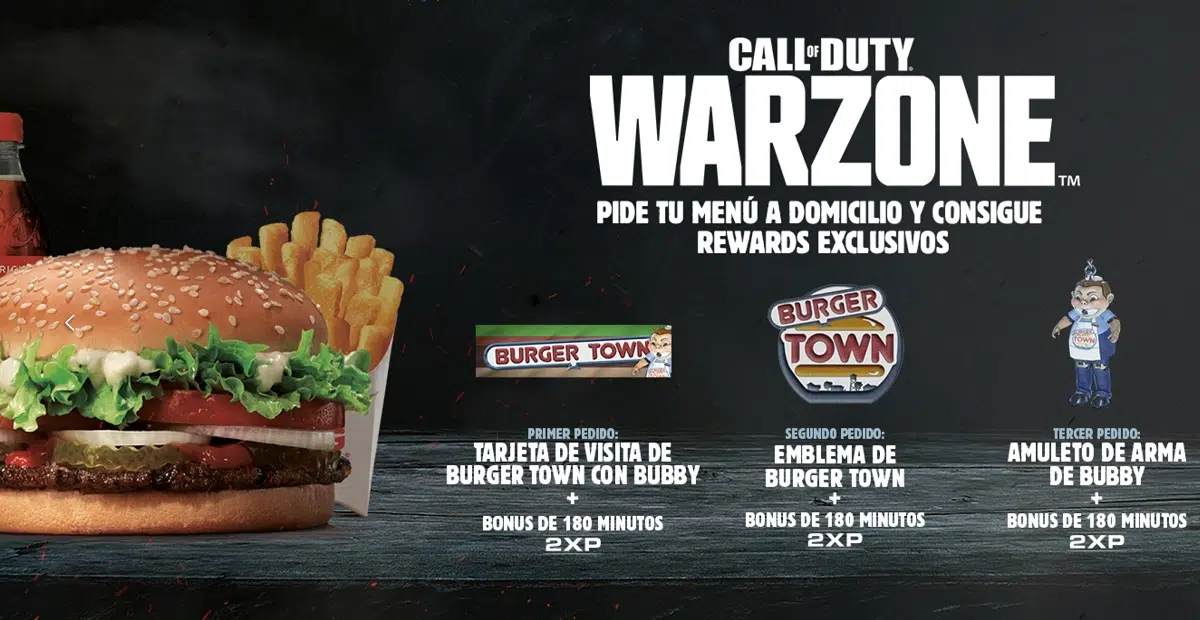 CALL OF DUTY
WARZONE™
PIDE TU MENÚ A DOMICILIO Y CONSIGUE
REWARDS EXCLUSIVOS
BURGER TOWN
BURGER
TOWN
PRIMER PEDIDO:
TARJETA DE VISITA DE
BURGER TOWN CON BUBBY
+
BONUS DE 180 MINUTOS
2XP
SEGUNDO PEDIDO:
EMBLEMA DE
BURGER TOWN
+
BONUS DE 180 MINUTOS
2XP
TERCER PEDIDO:
AMULETO DE ARMA
DE BUBBY
+
BONUS DE 180 MINUTOS
2XP